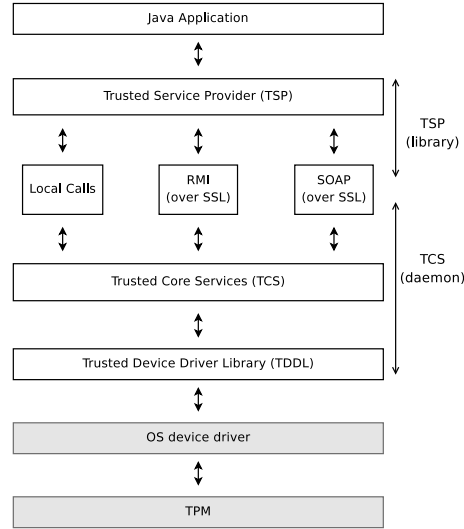 Java Application
Trusted Service Provider (TSP)
TSP
(library)
Local Calls
RMI
(over SSL)
SOAP
(over SSL)
TCS
(daemon)
Trusted Core Services (TCS)
Trusted Device Driver Library (TDDL)
OS device driver
TPM